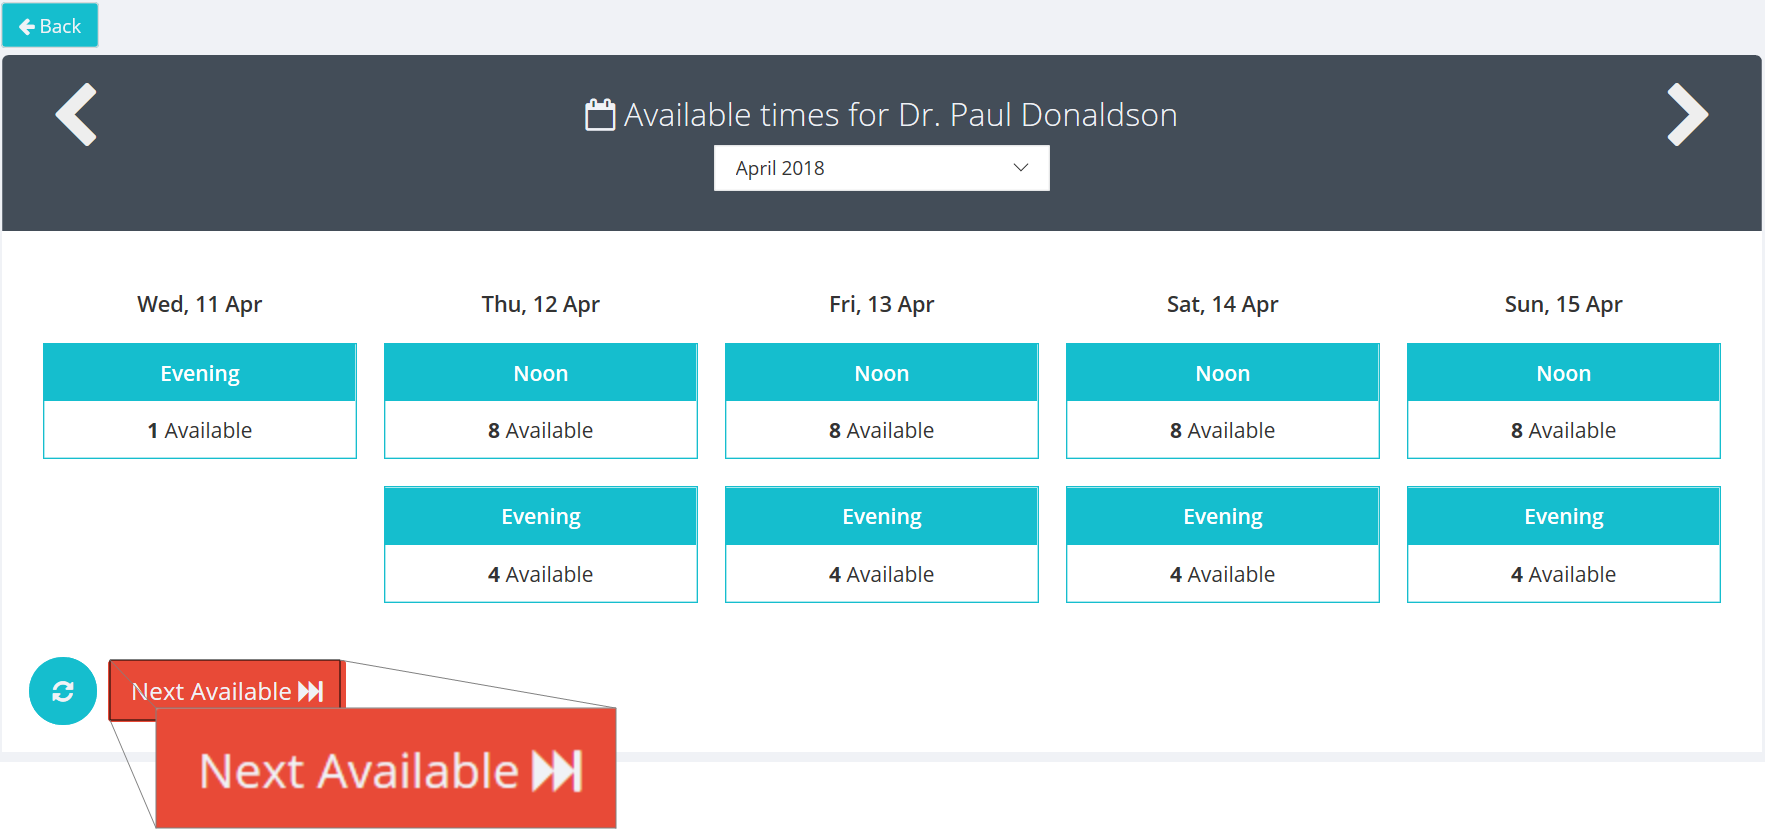 Back
Available times for Dr. Paul Donaldson
April 2018
Wed, 11 Apr
Thu, 12 Apr
Fri, 13 Apr
Sat, 14 Apr
Sun, 15 Apr
Evening
Noon
Noon
Noon
Noon
1 Available
8 Available
8 Available
8 Available
8 Available
Evening
Evening
Evening
Evening
4 Available
4 Available
4 Available
4 Available
Next Available
Next Available